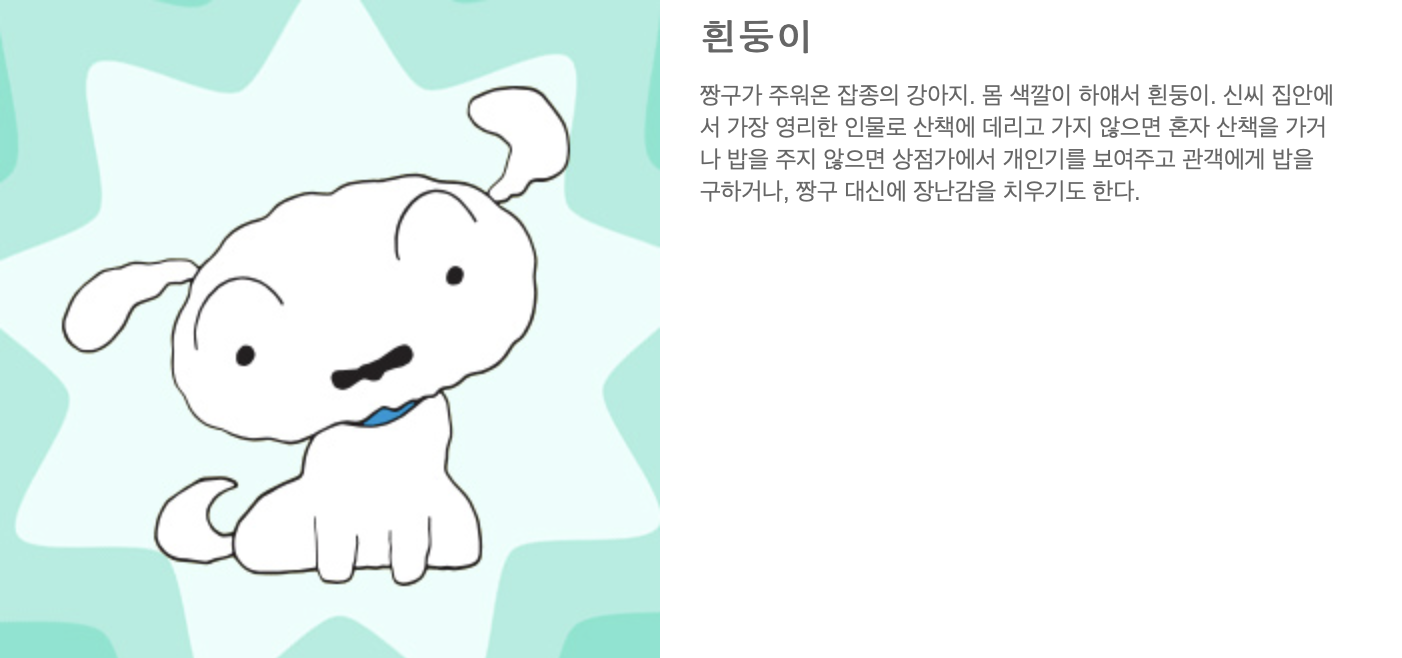 흰둥이
짱구가 주워온 잡종의 강아지. 몸 색깔이 하얘서 흰둥이. 신씨 집안에
서 가장 영리한 인물로 산책에 데리고 가지 않으면 혼자 산책을 가거
나 밥을 주지 않으면 상점가에서 개인기를 보여주고 관객에게 밥을
구하거나, 짱구 대신에 장난감을 치우기도 한다.